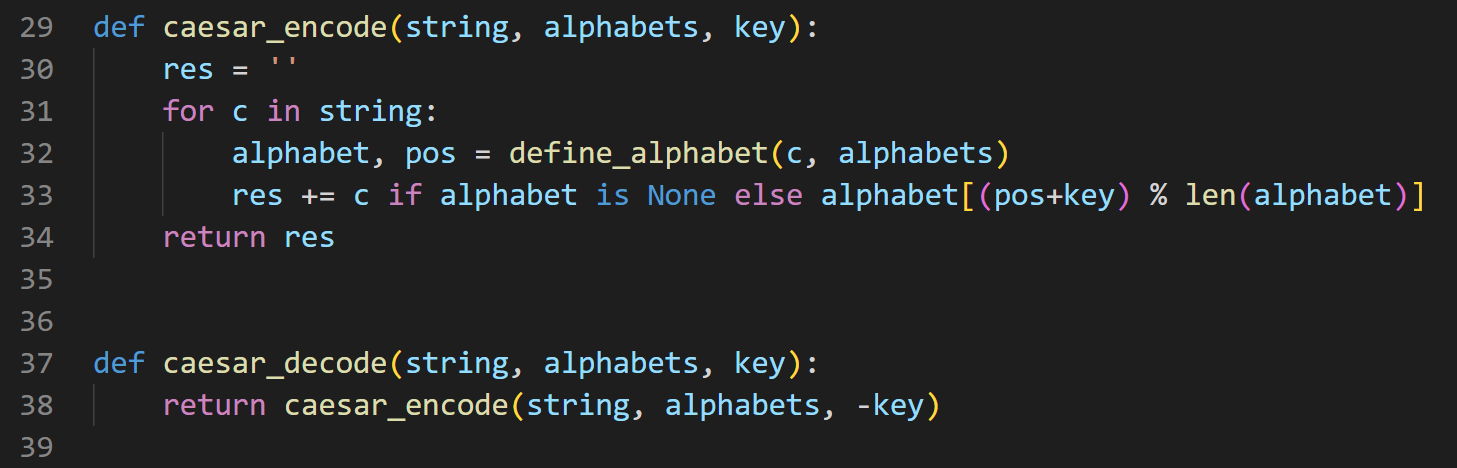 29 def caesar_encode(string, alphabets, key):
30     res = ''
31     for c in string:
32         alphabet, pos = define_alphabet(c, alphabets)
33         res += c if alphabet is None else alphabet[(pos+key) % len(alphabet)]
34     return res
35
36
37 def caesar_decode(string, alphabets, key):
38     return caesar_encode(string, alphabets, -key)
39